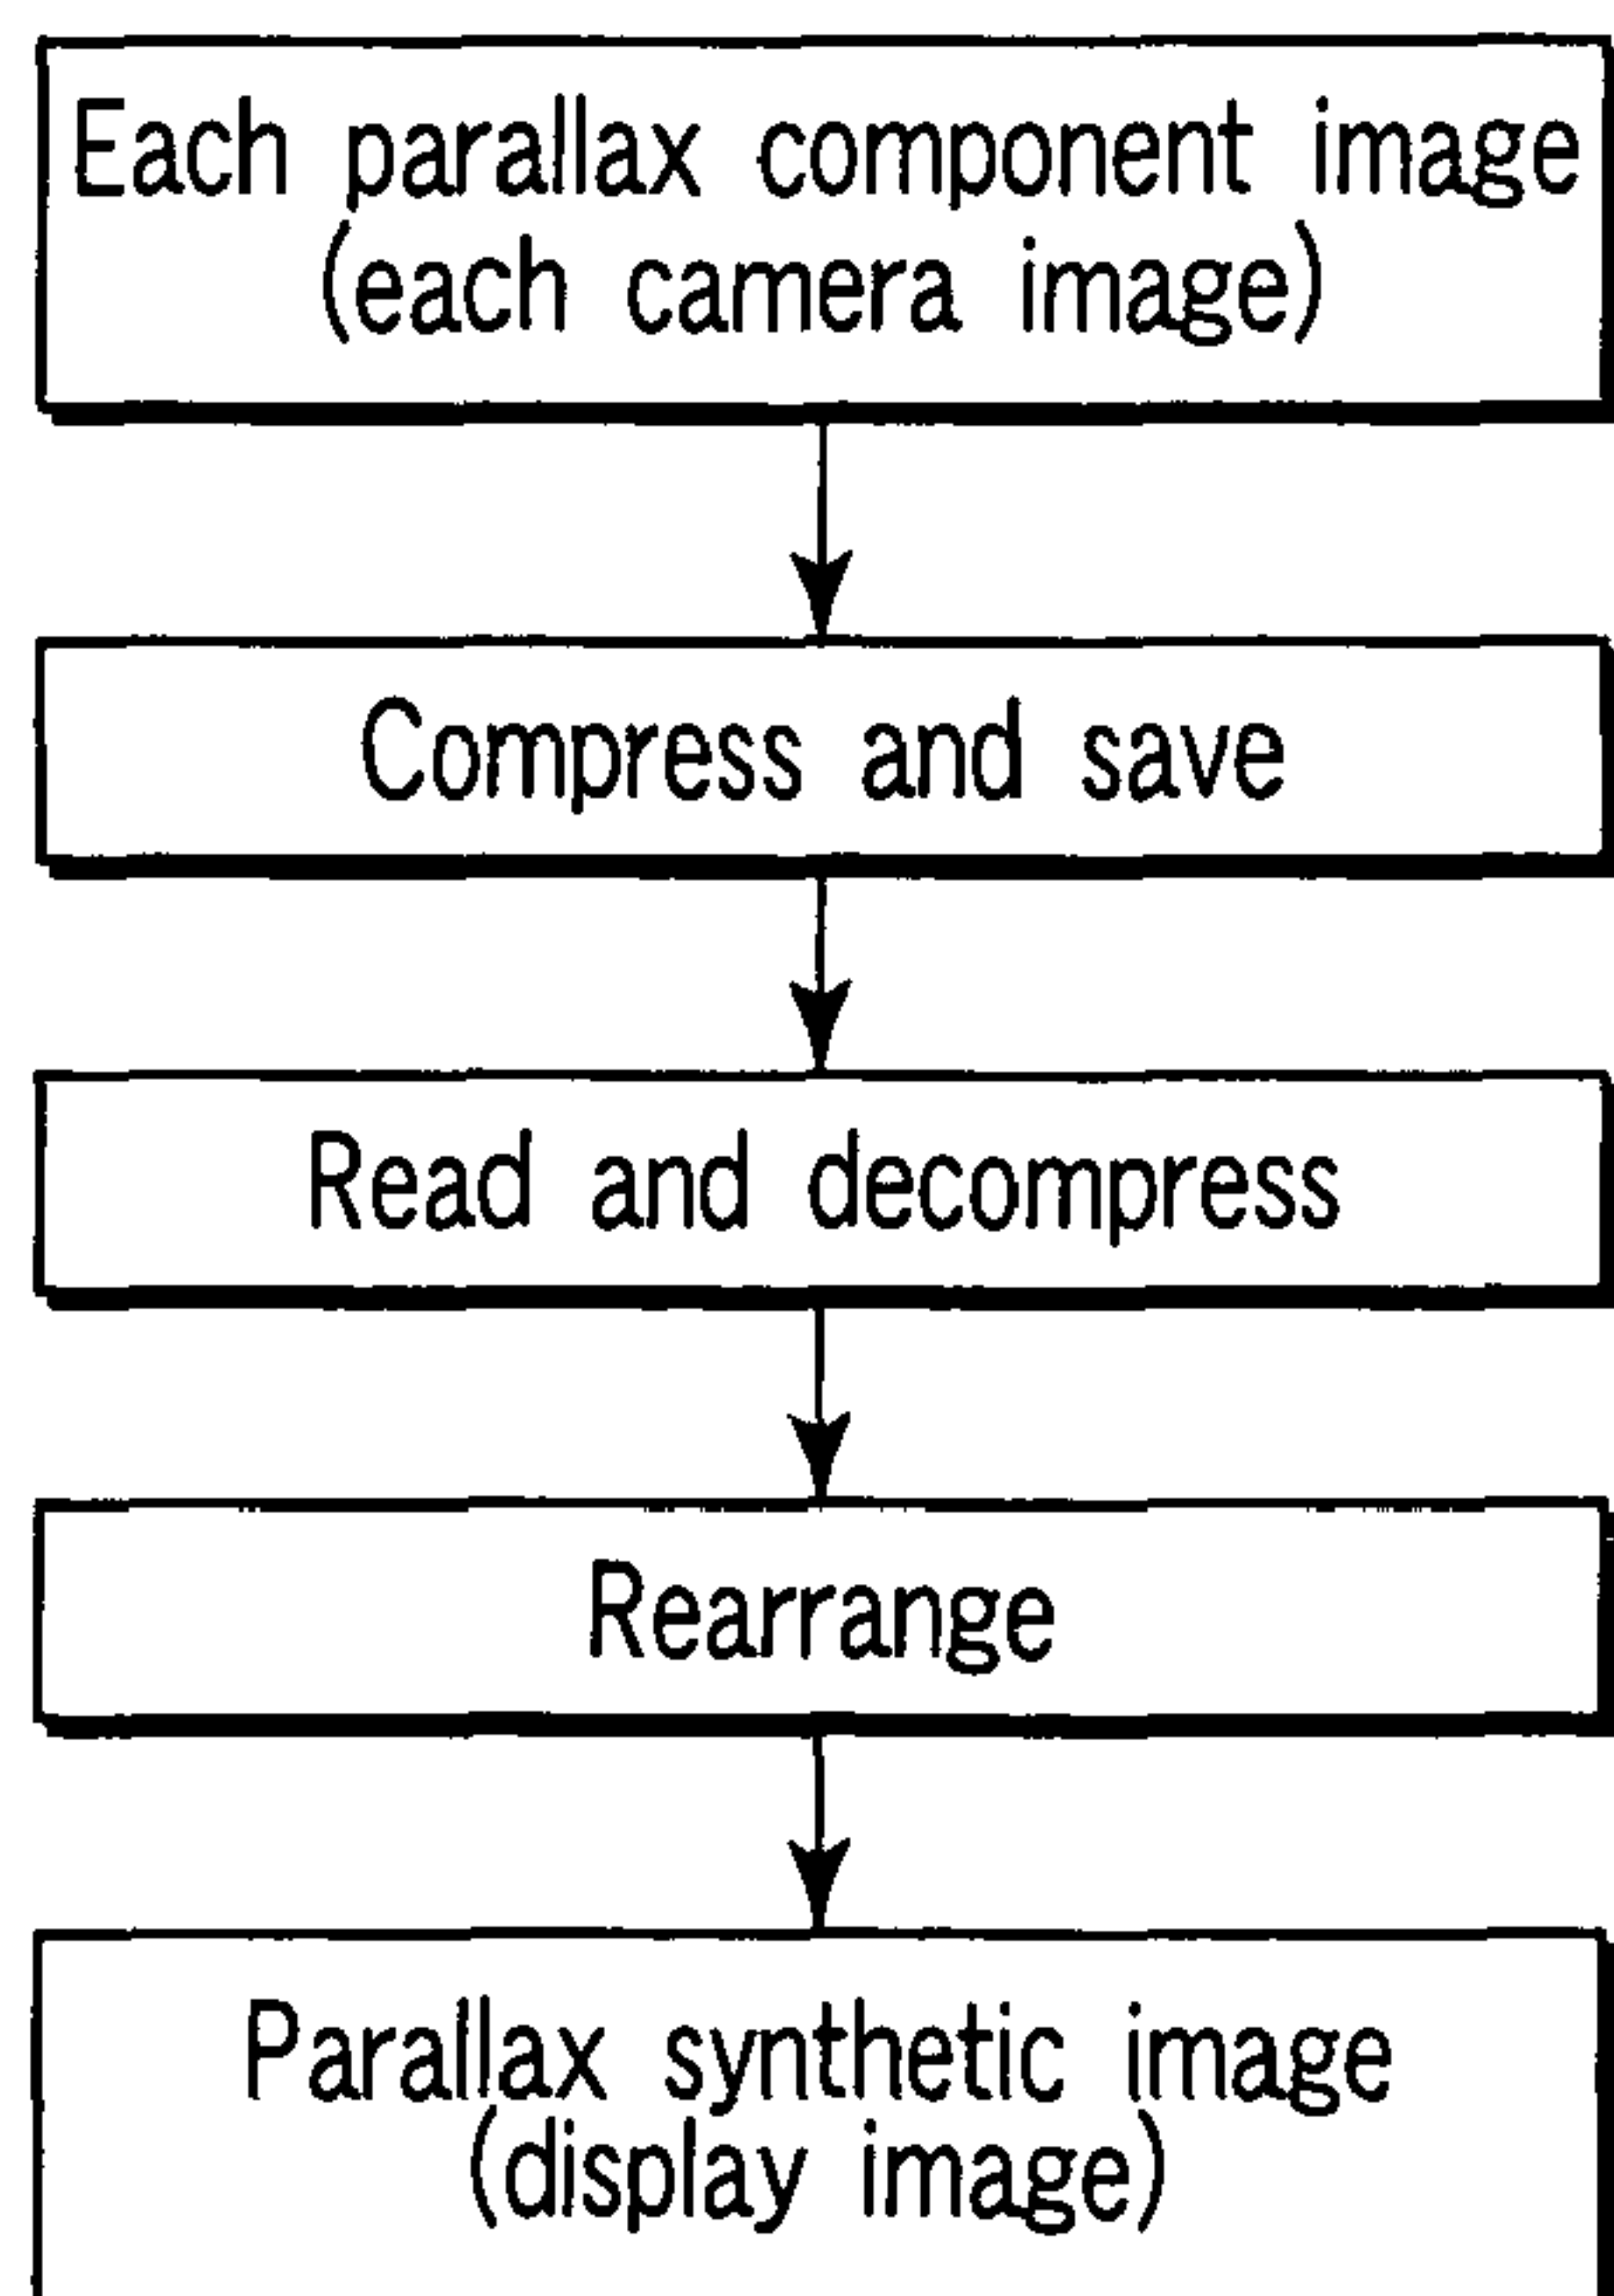 Each parallax component image
(each camera image)
Compress and save
Read and decompress
Rearrange
Parallax synthetic image
(display image)